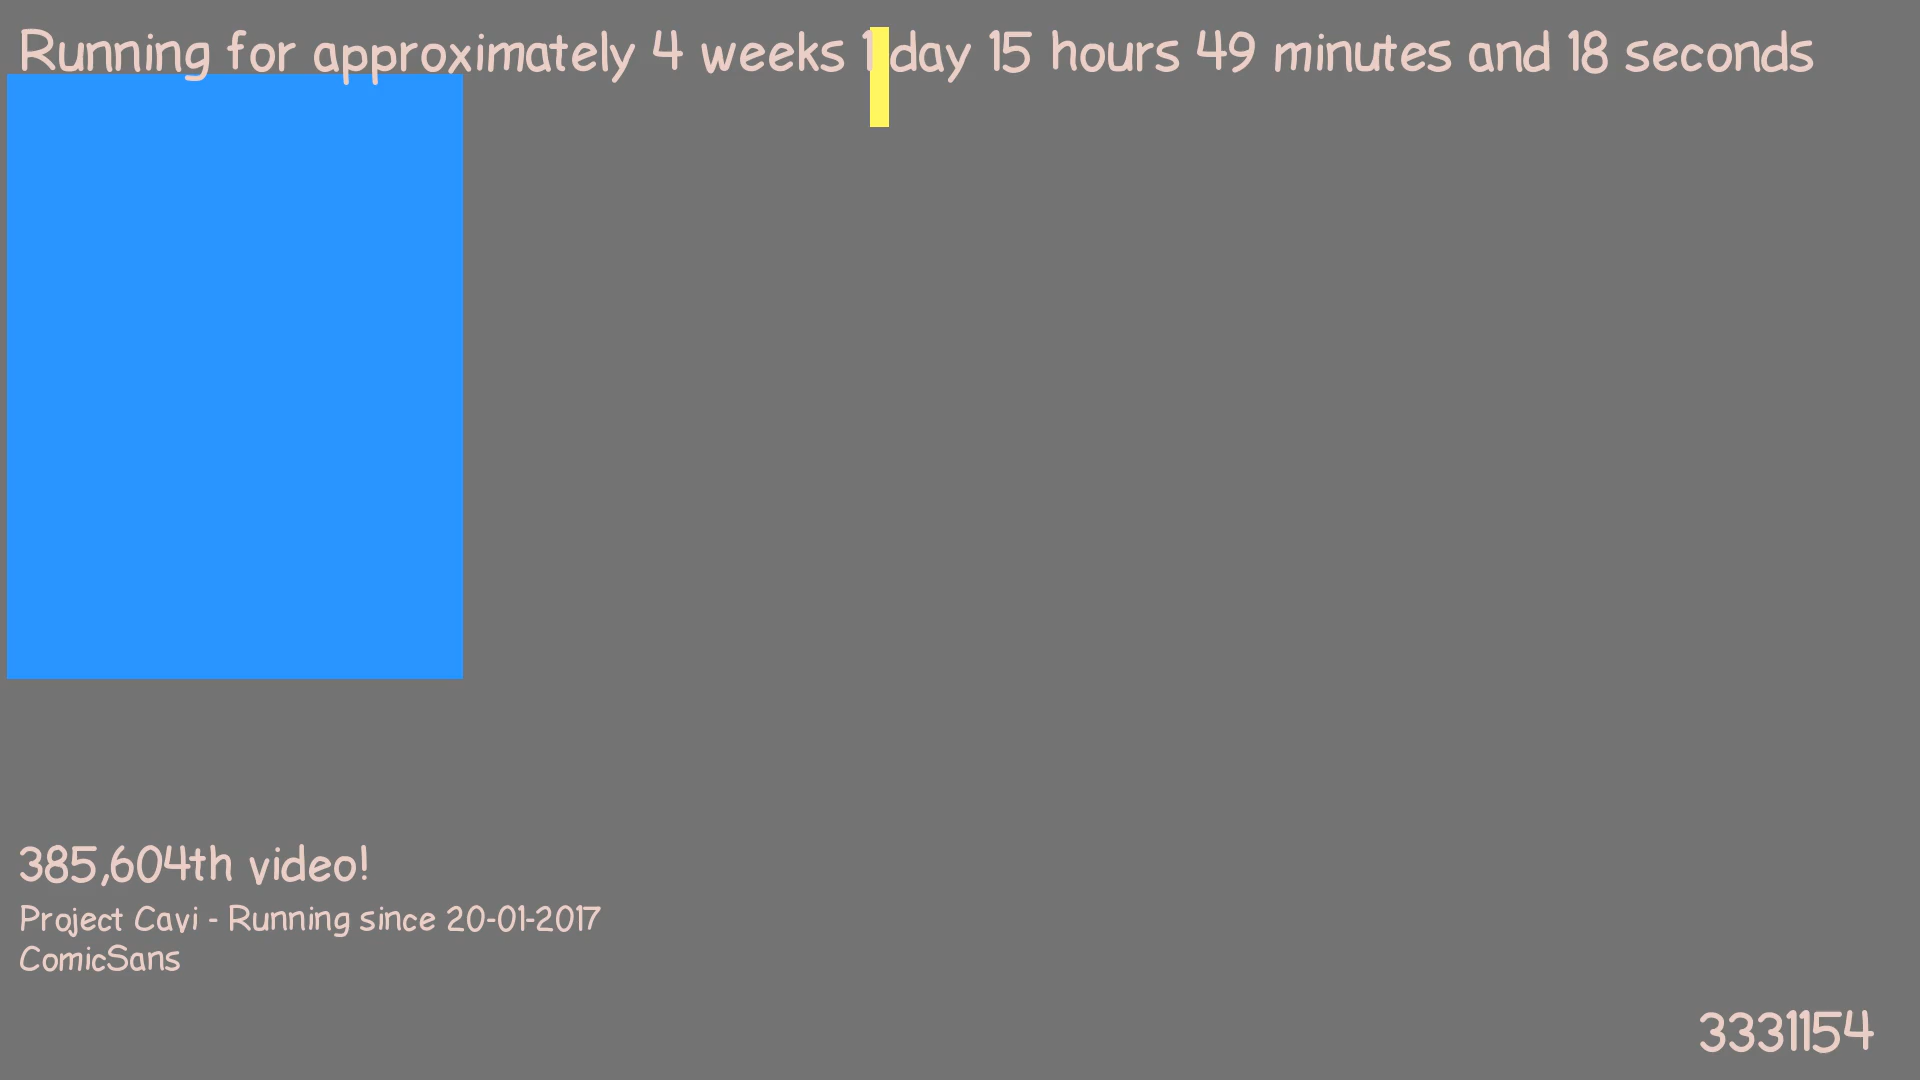 Running for approximately 4 weeks 1 day 15 hours 49 minutes and 18 seconds
385,604th video!
Project Cavi - Running since 20-01-2017
ComicSans
3331154